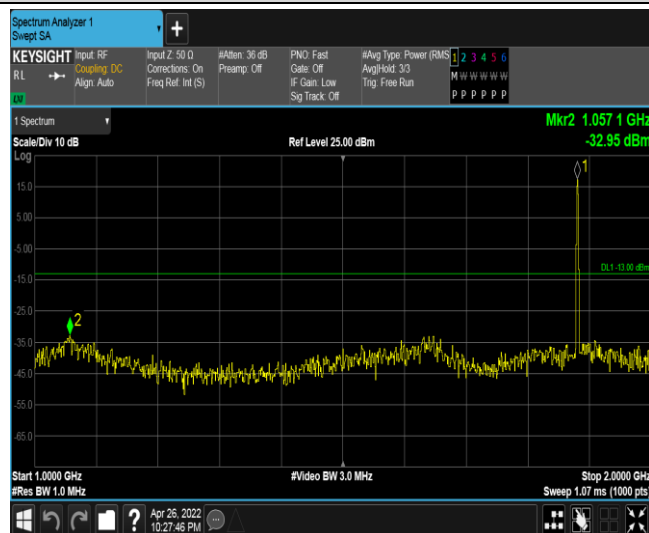 Spectrum Analyzer 1
Swept SA
+
KEYSIGHT Input: RF Input Z: 50 Ω #Atten: 36 dB PNO: Fast #Avg Type: Power (RMS 1 2 3 4 5 6
RL Coupling: DC Corrections: On Preamp: Off Gate: Off Avg|Hold: 3/3 M W W W W W
Align: Auto Freq Ref: Int (S) IF Gain: Low Trig: Free Run
Sig Track: Off P P P P P P
1 Spectrum Mkr2 1.057 1 GHz
Scale/Div 10 dB Ref Level 25.00 dBm -32.95 dBm
Log
1
15.0
5.00
-5.00
DL1 -13.00 dBm
-15.0
-25.0
2
-35.0
-45.0
-55.0
-65.0
Start 1.0000 GHz #Video BW 3.0 MHz Stop 2.0000 GHz
#Res BW 1.0 MHz Sweep 1.07 ms (1000 pts)
? Apr 26, 2022
10:27:46 PM